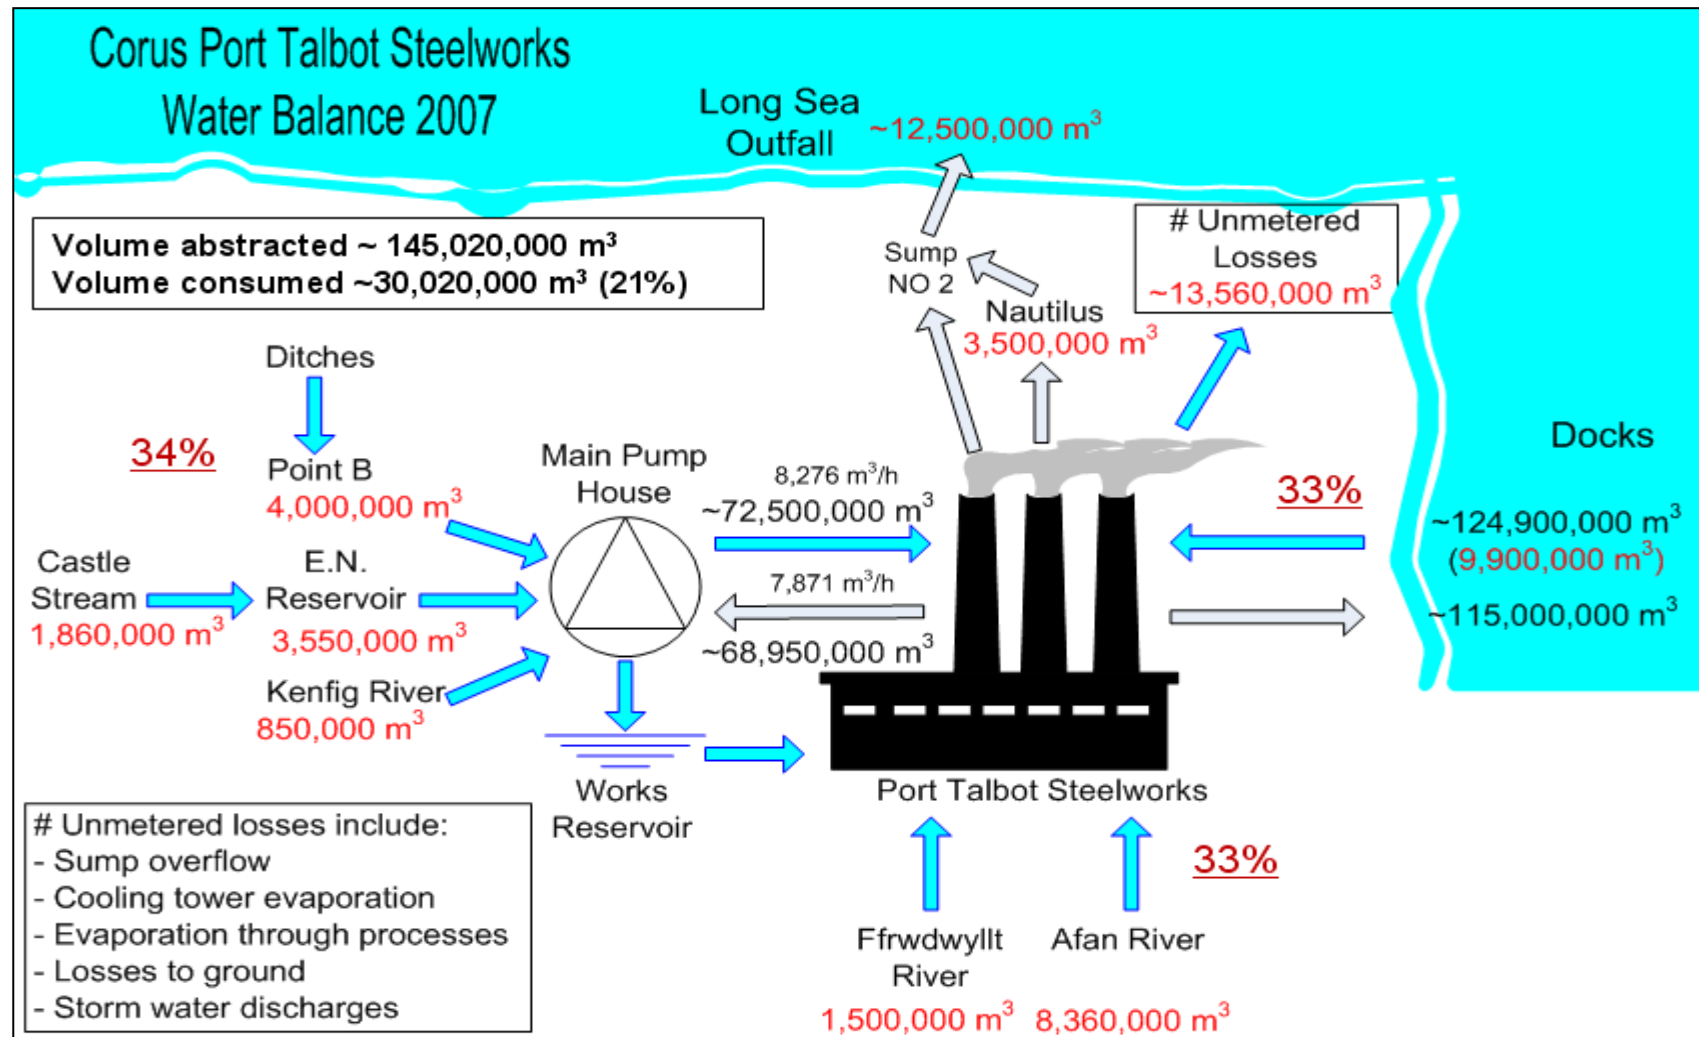 Corus Port Talbot Steelworks
Water Balance 2007
Long Sea
Outfall
~12,500,000 m³
Volume abstracted ~ 145,020,000 m³
Volume consumed ~30,020,000 m³ (21%)
Sump
NO 2
# Unmetered
Losses
~13,560,000 m³
Nautilus
3,500,000 m³
Ditches
34%
Point B
4,000,000 m³
Main Pump
House
8,276 m³/h
~72,500,000 m³
33%
Docks
~124,900,000 m³
(9,900,000 m³)
~115,000,000 m³
Castle
Stream
1,860,000 m³
E.N.
Reservoir
3,550,000 m³
7,871 m³/h
~68,950,000 m³
Kenfig River
850,000 m³
Works
Reservoir
Port Talbot Steelworks
# Unmetered losses include:
- Sump overflow
- Cooling tower evaporation
- Evaporation through processes
- Losses to ground
- Storm water discharges
33%
Ffrwdwyllt
River
1,500,000 m³
Afan River
8,360,000 m³